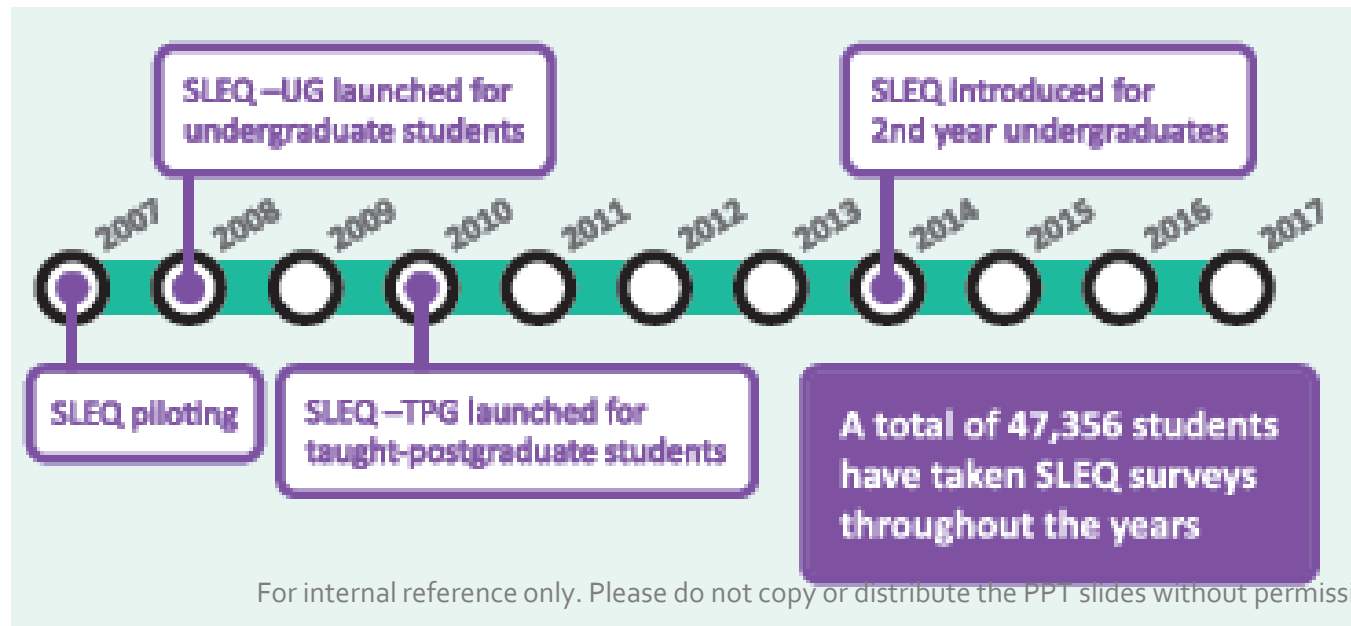 SLEQ –UG launched for
undergraduate students
SLEQ introduced for
2nd year undergraduates
2007
2008
2009
2010
2011
2012
2013
2014
2015
2016
2017
SLEQ piloting
SLEQ –TPG launched for
taught-postgraduate students
A total of 47,356 students
have taken SLEQ surveys
throughout the years
For internal reference only. Please do not copy or distribute the PPT slides without permissi